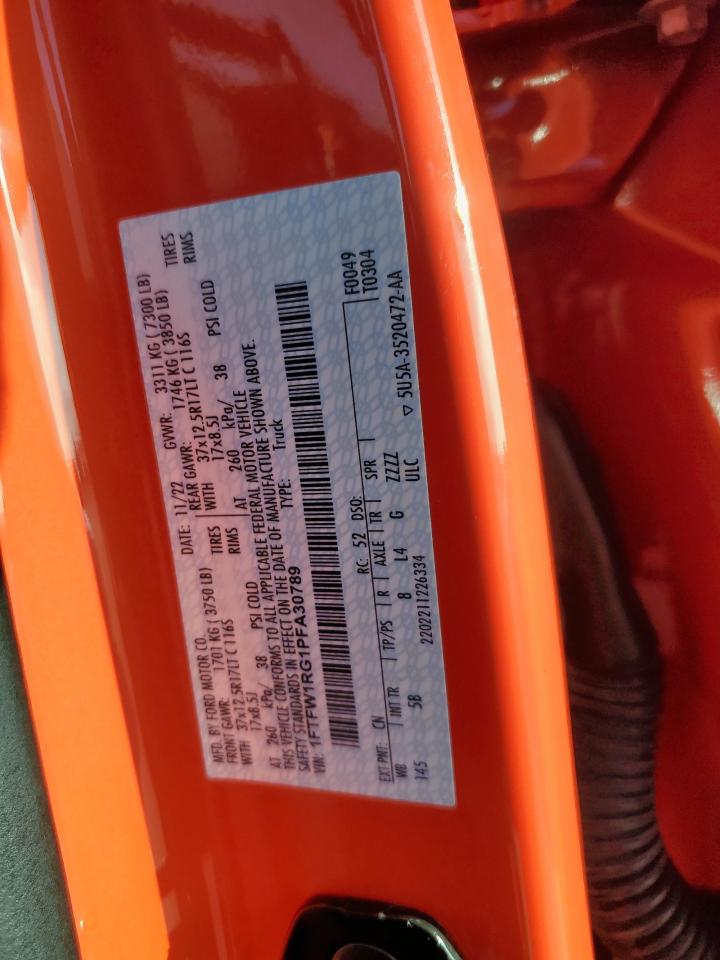 MFD. BY FORD MOTOR CO. DATE: 11/22 GVWR: 3311 KG ( 7300 LB)
FRONT GAWR: 1701 KG ( 3750 LB) REAR GAWR: 1746 KG ( 3850 LB)
WITH 37x12.5R17LT C 116S TIRES WITH 37x12.5R17LT C 116S TIRES
17x8.5J RIMS 17x8.5J RIMS
AT 260 kPa/ 38 PSI COLD AT 260 kPa/ 38 PSI COLD
THIS VEHICLE CONFORMS TO ALL APPLICABLE FEDERAL MOTOR VEHICLE
SAFETY STANDARDS IN EFFECT ON THE DATE OF MANUFACTURE SHOWN ABOVE.
VIN: 1FTFW1RG1PFA30789 TYPE: Truck
EXT PNT: CN RC: 52 DSO: F0049
WB INT TR TP/PS R AXLE TR SPR T0304
145 5B 8 L4 G ZZZZ
2202211226334 ULC ▽ 5U5A-3520472-AA